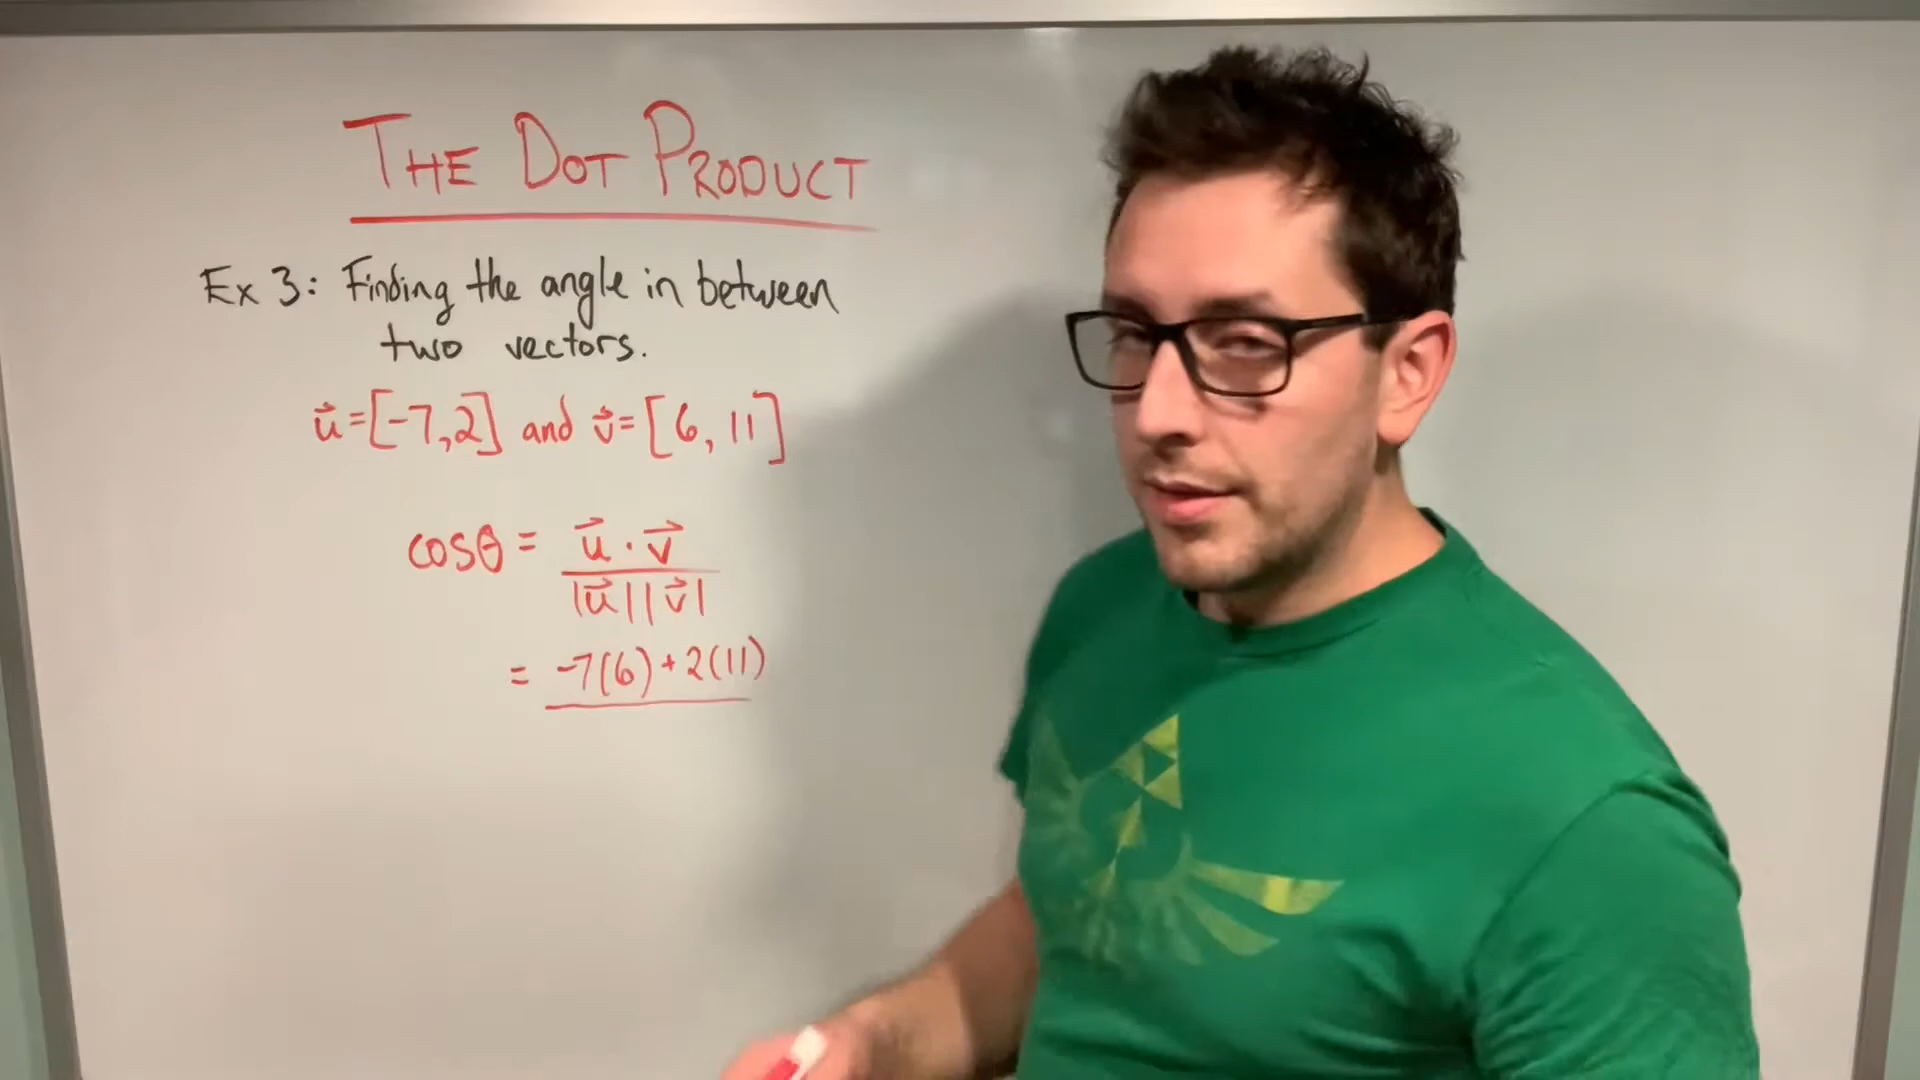 THE DOT PRODUCT
Ex 3: Finding the angle in between
two vectors.
u⃗=[-7,2] and v⃗=[6, 11]
cosθ = u⃗ · v⃗
|u⃗||v⃗|
= -7(6)+2(11)